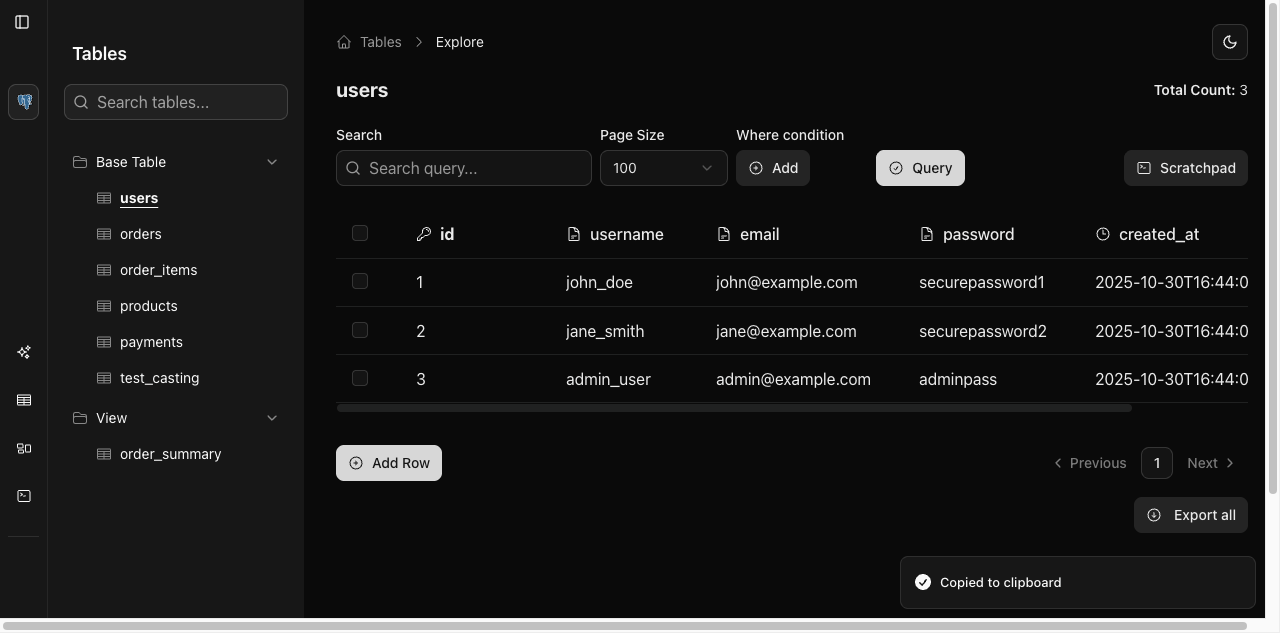 Tables
Search tables...
Base Table
users
orders
order_items
products
payments
test_casting
View
order_summary
Tables > Explore
users
Total Count: 3
Search
Page Size
Where condition
Search query...
100
Add
Query
Scratchpad
id username email password created_at
1 john_doe john@example.com securepassword1 2025-10-30T16:44:0
2 jane_smith jane@example.com securepassword2 2025-10-30T16:44:0
3 admin_user admin@example.com adminpass 2025-10-30T16:44:0
Add Row
Previous 1 Next
Export all
Copied to clipboard